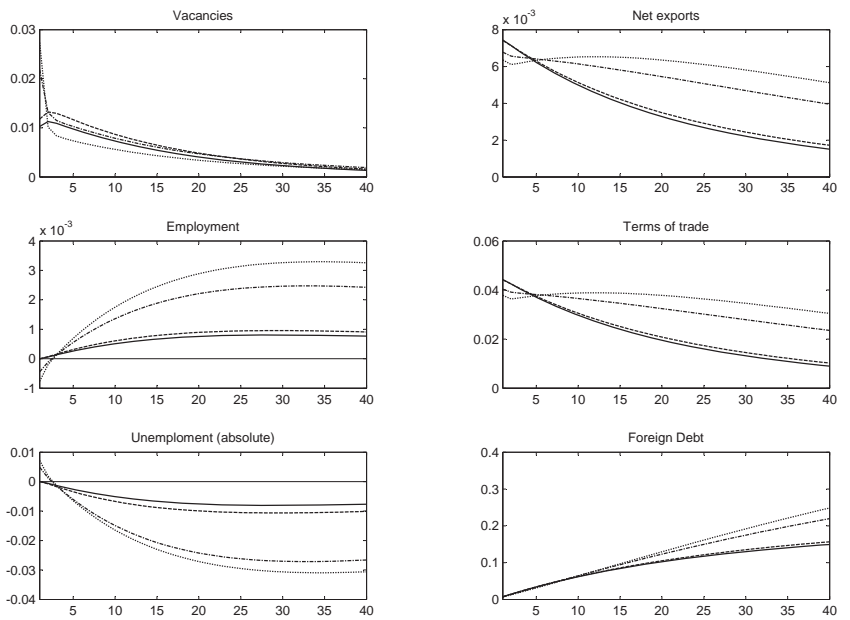 Vacancies
0.03
0.02
0.01
0
5 10 15 20 25 30 35 40
Net exports
x 10-3
8
6
4
2
0
5 10 15 20 25 30 35 40
Employment
x 10-3
4
3
2
1
0
-1
5 10 15 20 25 30 35 40
Terms of trade
0.06
0.04
0.02
0
5 10 15 20 25 30 35 40
Unemploment (absolute)
0.01
0
-0.01
-0.02
-0.03
-0.04
5 10 15 20 25 30 35 40
Foreign Debt
0.4
0.3
0.2
0.1
0
5 10 15 20 25 30 35 40